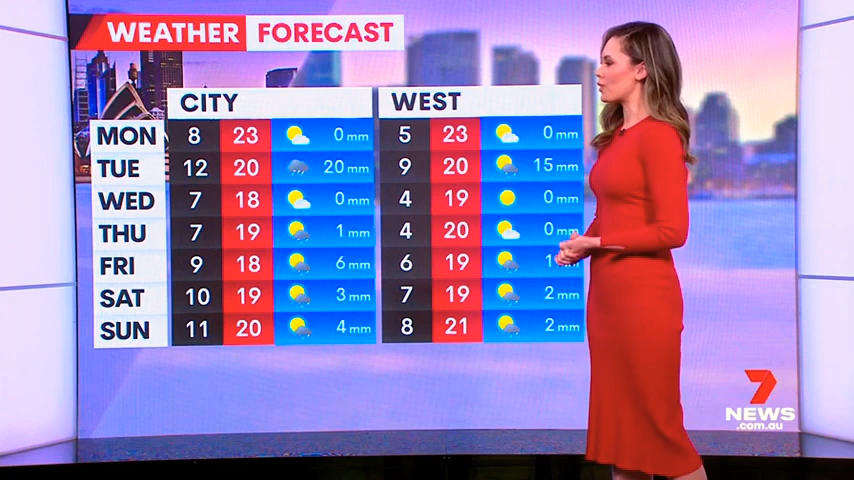 WEATHER FORECAST
CITY WEST
MON 8 23 0 mm 5 23 0 mm
TUE 12 20 20 mm 9 20 15 mm
WED 7 18 0 mm 4 19 0 mm
THU 7 19 1 mm 4 20 0 mm
FRI 9 18 6 mm 6 19 1 mm
SAT 10 19 3 mm 7 19 2 mm
SUN 11 20 4 mm 8 21 2 mm
7
NEWS
.com.au